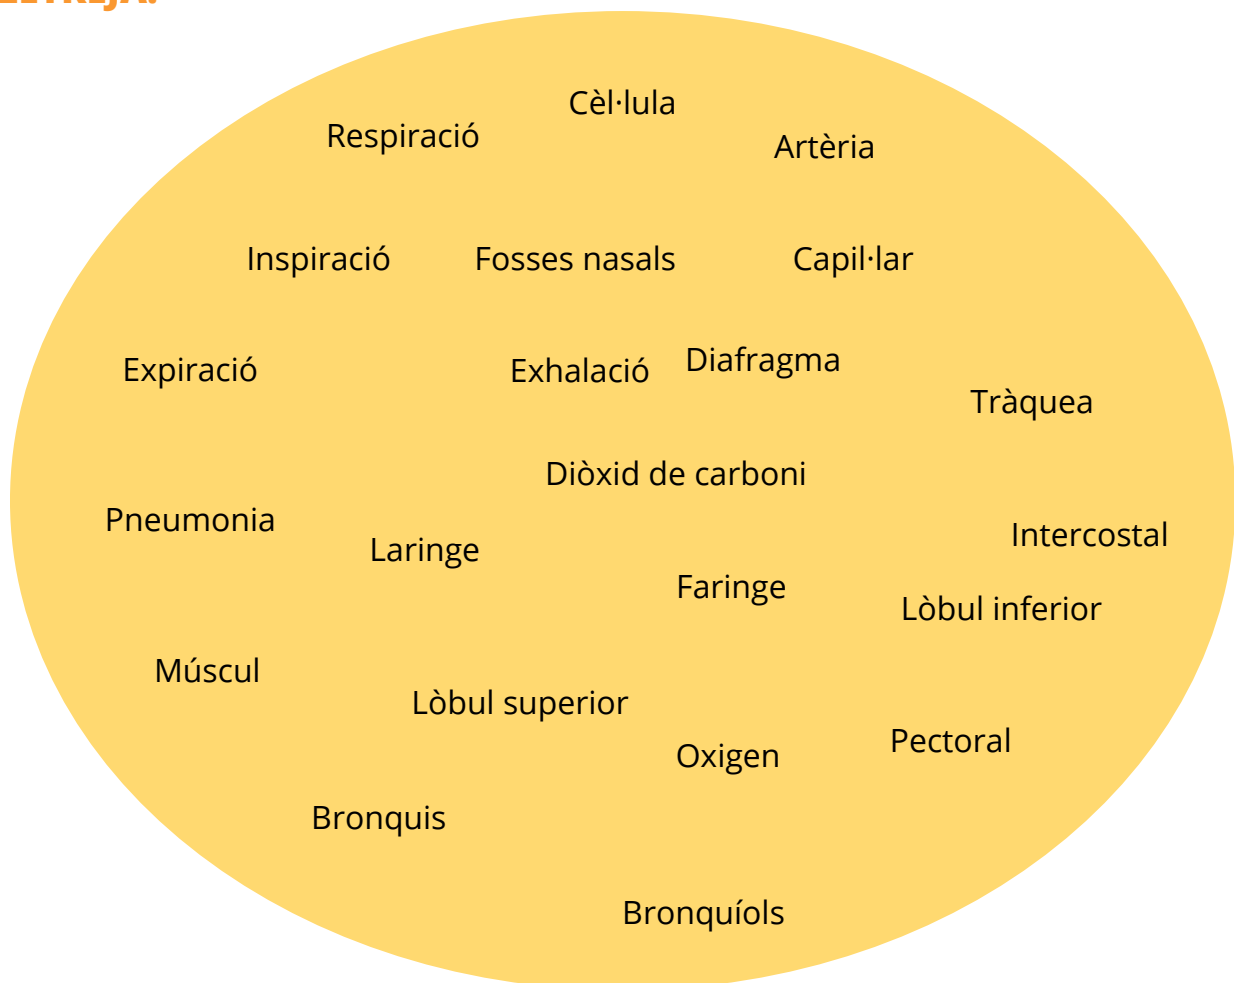 Cèl·lula
Respiració
Artèria
Inspiració
Fosses nasals
Capil·lar
Expiració
Exhalació
Diafragma
Tràquea
Diòxid de carboni
Pneumonia
Laringe
Intercostal
Faringe
Lòbul inferior
Múscul
Lòbul superior
Oxigen
Pectoral
Bronquis
Bronquíols